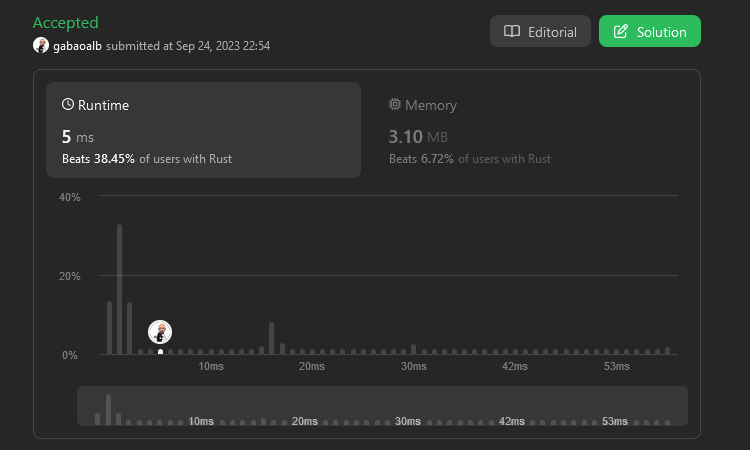 Accepted
gabaoalb submitted at Sep 24, 2023 22:54
Editorial
Solution
Runtime
5 ms
Beats 38.45% of users with Rust
Memory
3.10 MB
Beats 6.72% of users with Rust
40%
20%
0%
10ms 20ms 30ms 42ms 53ms
10ms 20ms 30ms 42ms 53ms